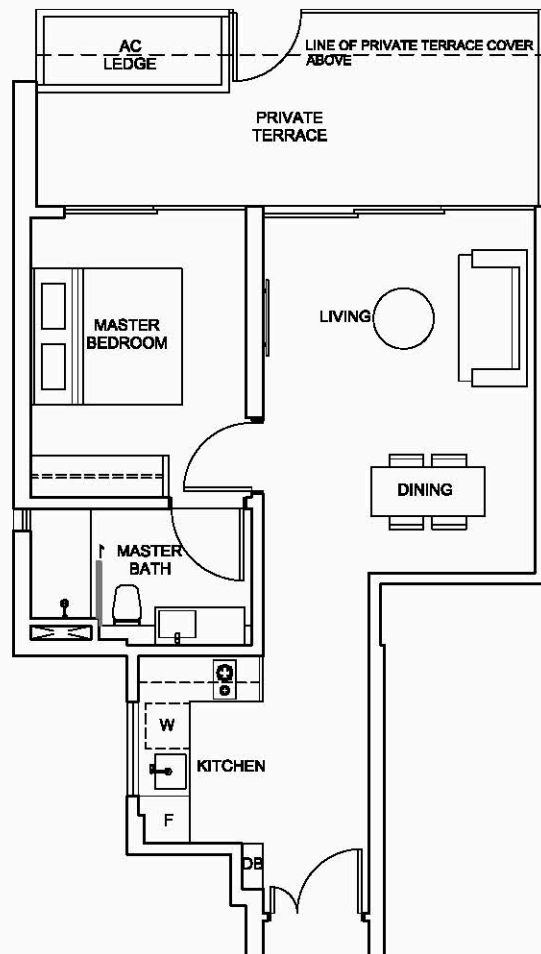 AC
LEDGE
LINE OF PRIVATE TERRACE COVER
ABOVE
PRIVATE
TERRACE
MASTER
BEDROOM
LIVING
DINING
MASTER
BATH
W
KITCHEN
F
DB